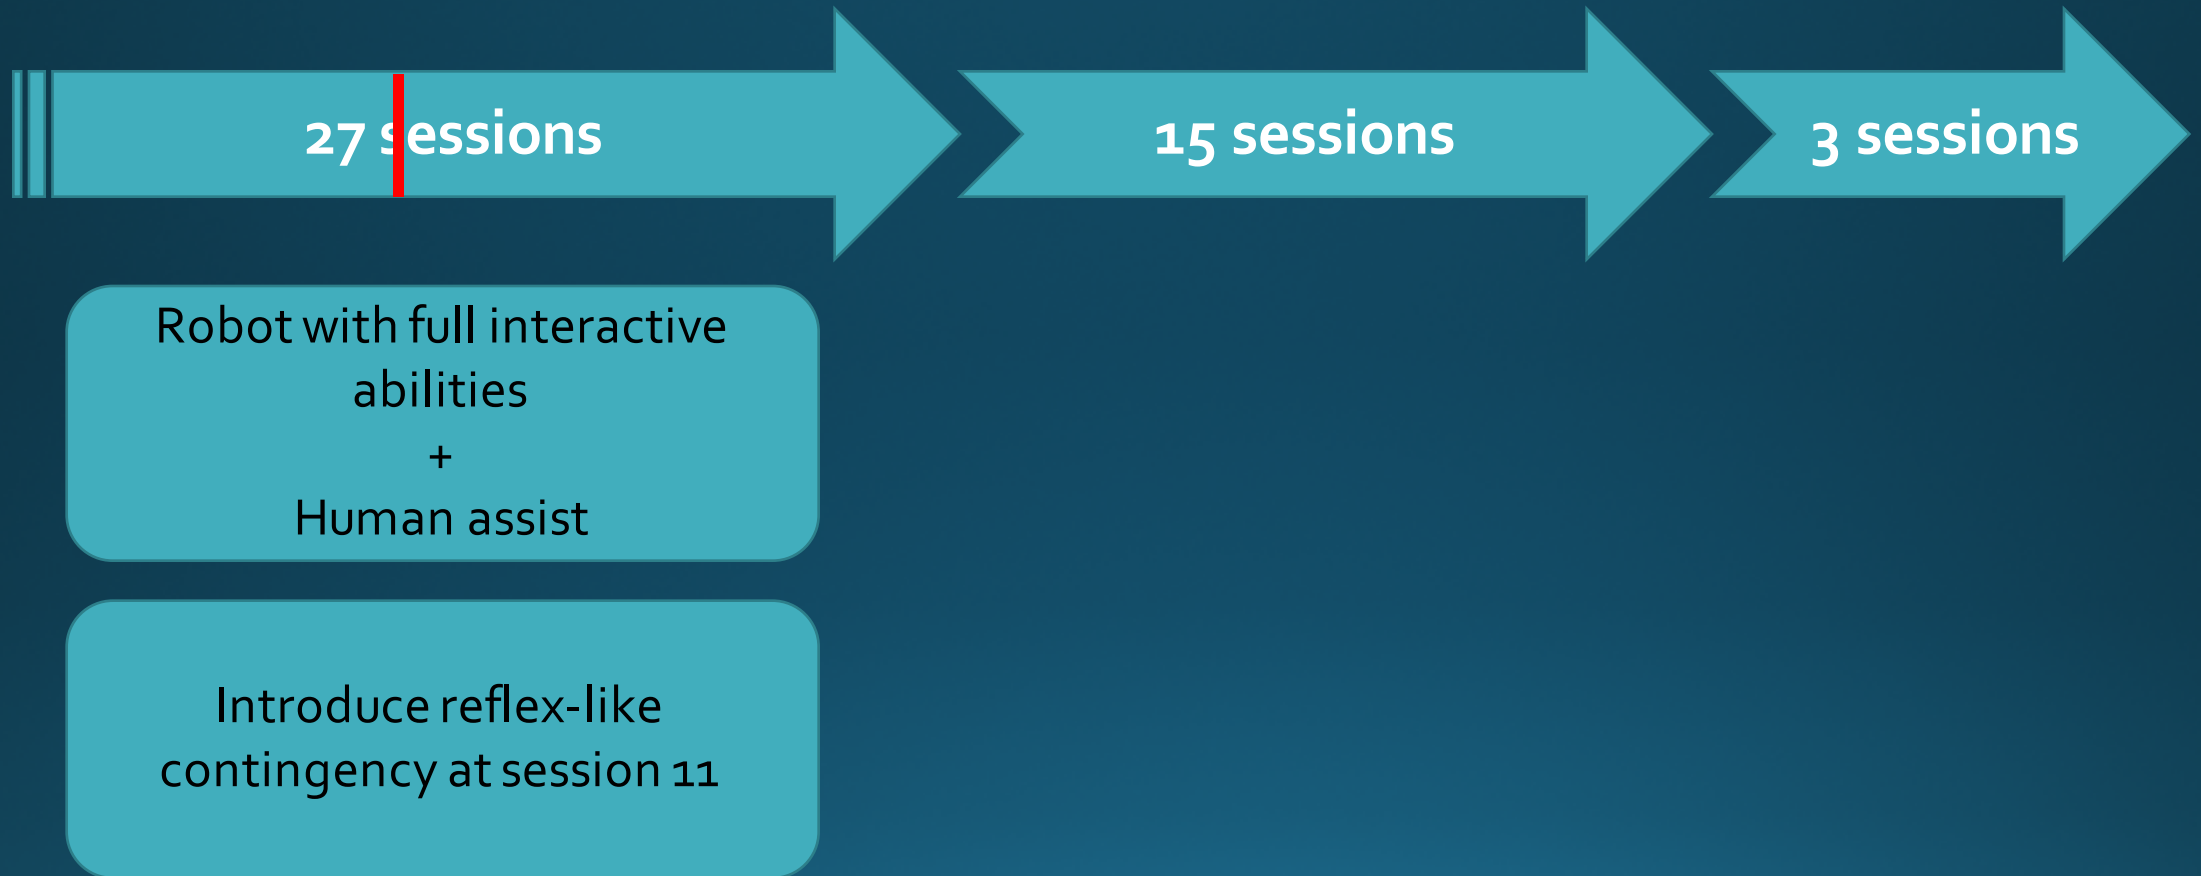 27 sessions
15 sessions
3 sessions
Robot with full interactive
abilities
+
Human assist
Introduce reflex-like
contingency at session 11